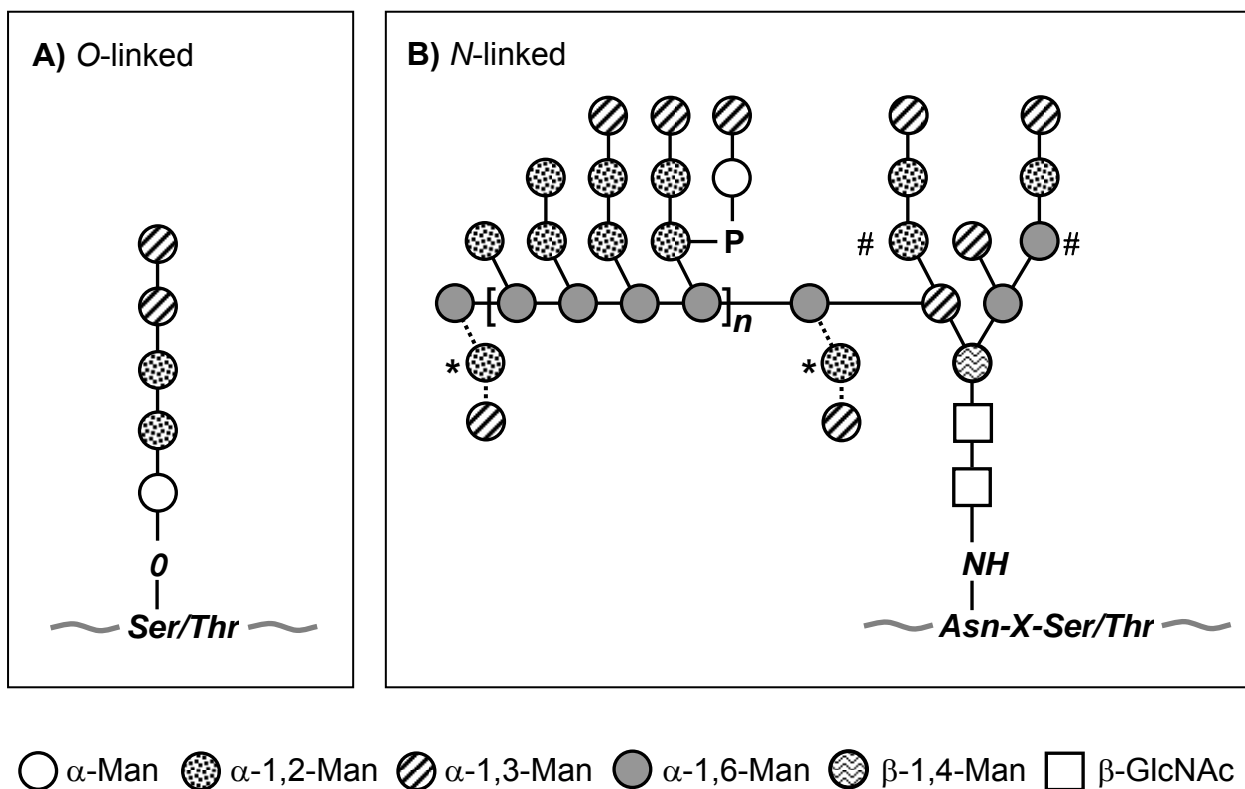 A) O-linked
B) N-linked
P
#
#
n
*
*
0
NH
Ser/Thr
Asn-X-Ser/Thr
α-Man α-1,2-Man α-1,3-Man α-1,6-Man β-1,4-Man β-GlcNAc